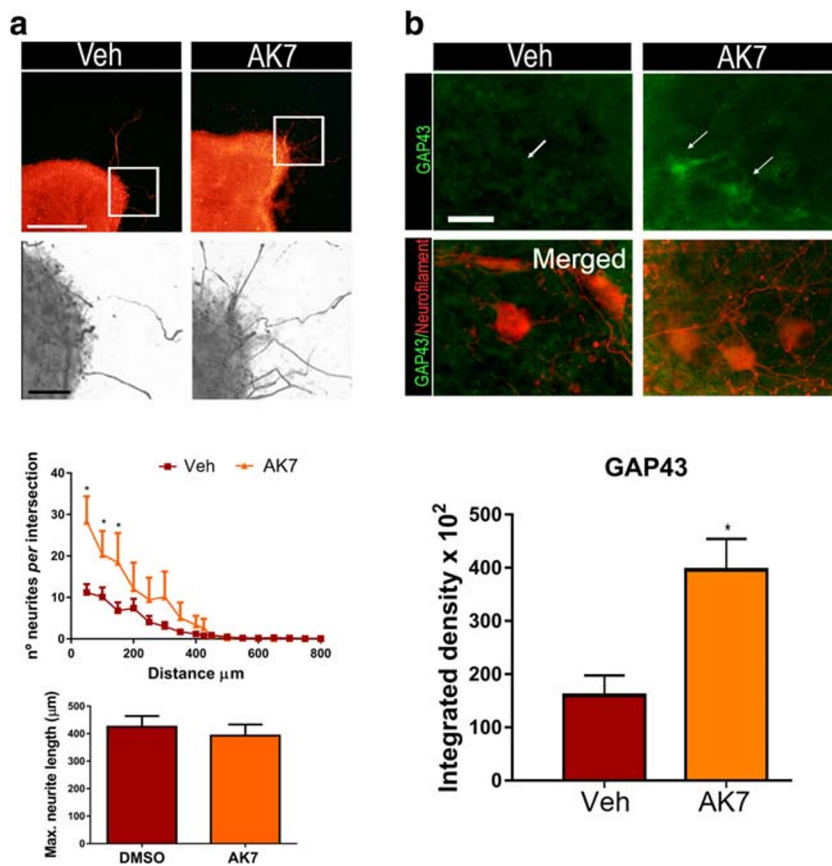 a
Veh AK7
b
Veh AK7
GAP43
GAP43/Neurofilament
Merged
Veh AK7
nº neurites per intersection
40
30
20
10
0
0 200 400 600 800
Distance μm
* * *
Max. neurite length (μm)
500
400
300
200
100
0
DMSO AK7
GAP43
Integrated density x 10²
500
400
300
200
100
0
*
Veh AK7